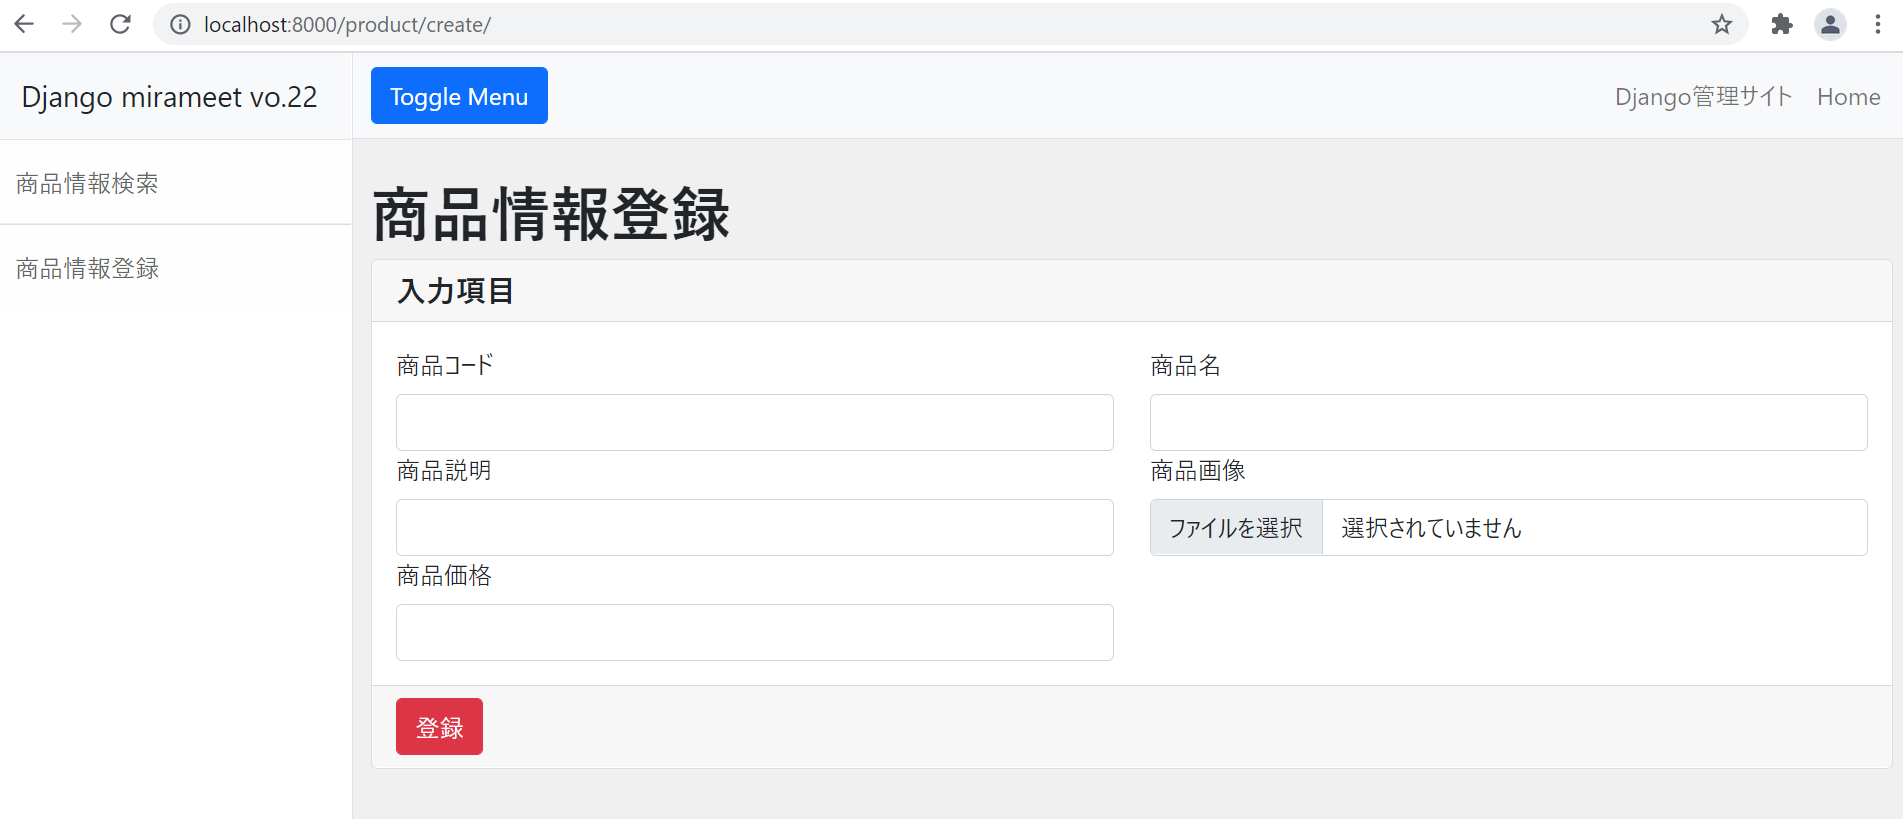 localhost:8000/product/create/
Django mirameet vo.22
Toggle Menu
Django管理サイト
Home
商品情報検索
商品情報登録
商品情報登録
入力項目
商品コード
商品名
商品説明
商品画像
ファイルを選択 選択されていません
商品価格
登録